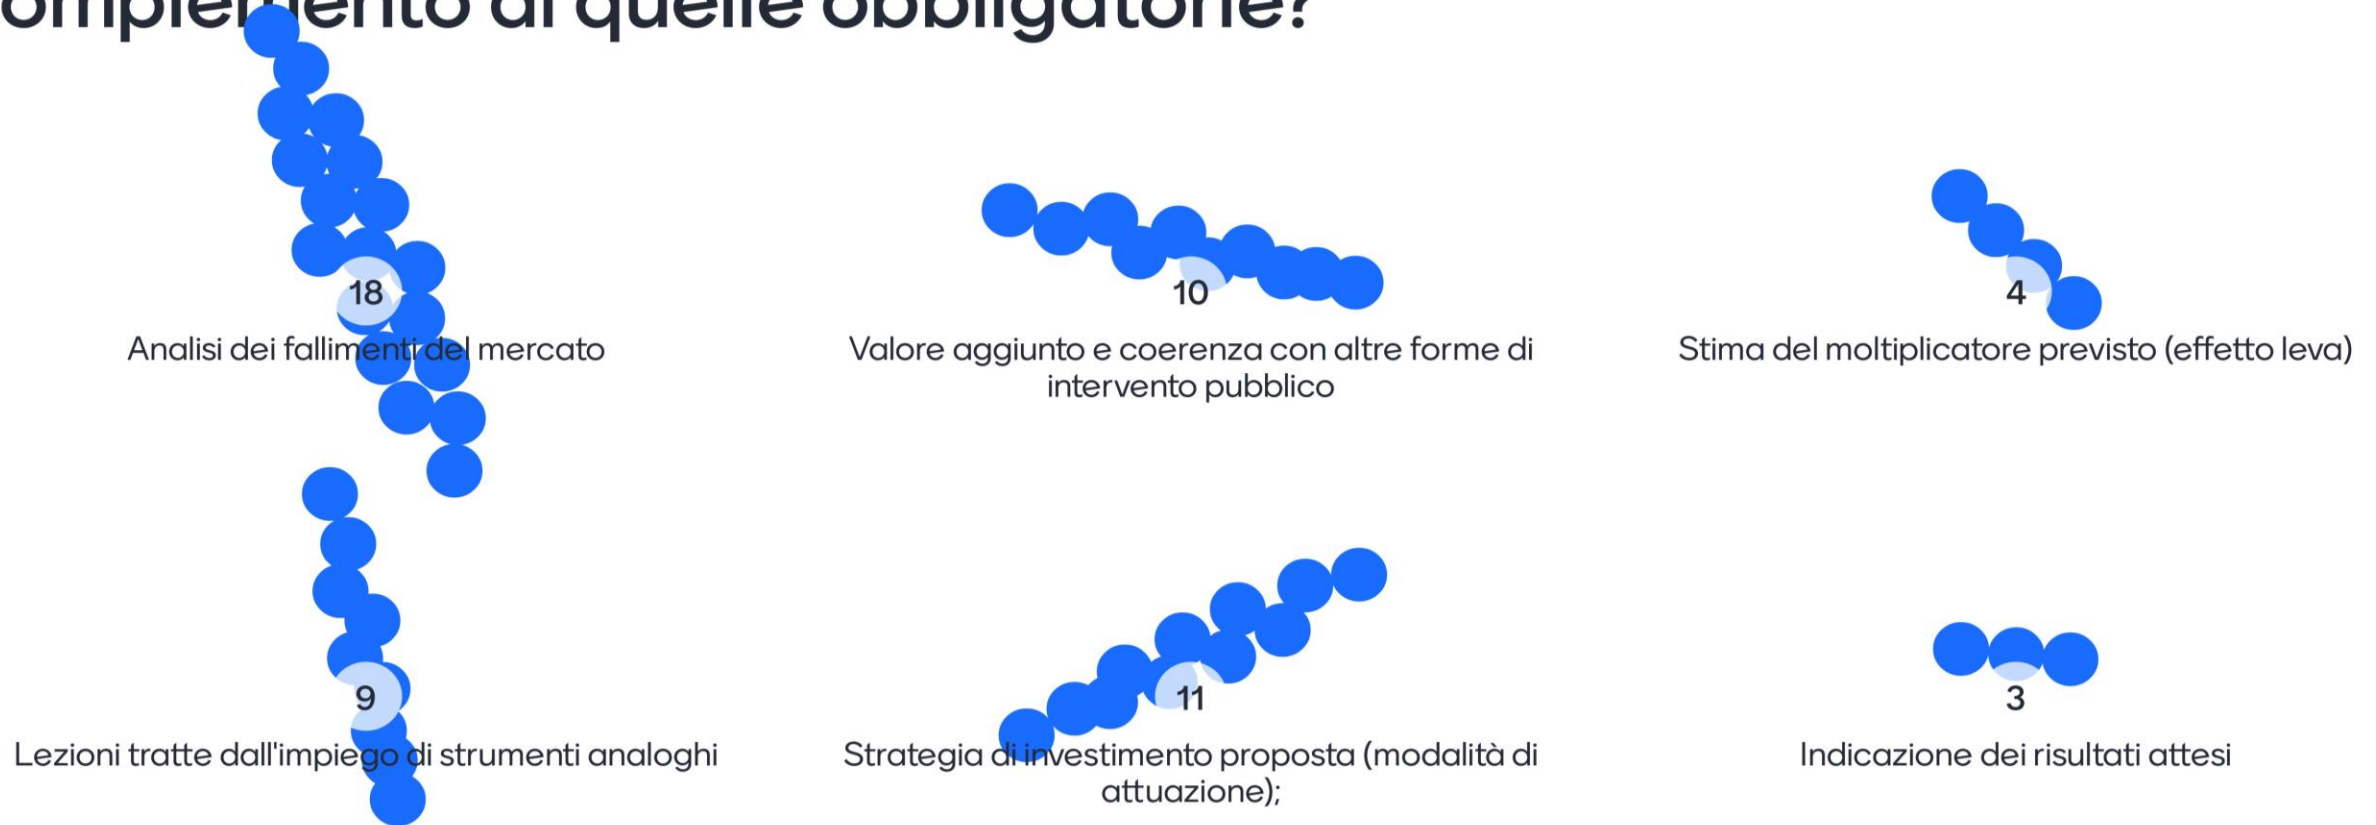 omplemento di quelle obbligatorie?
18
Analisi dei fallimenti del mercato
10
Valore aggiunto e coerenza con altre forme di
intervento pubblico
4
Stima del moltiplicatore previsto (effetto leva)
9
Lezioni tratte dall'impiego di strumenti analoghi
11
Strategia di investimento proposta (modalità di
attuazione);
3
Indicazione dei risultati attesi